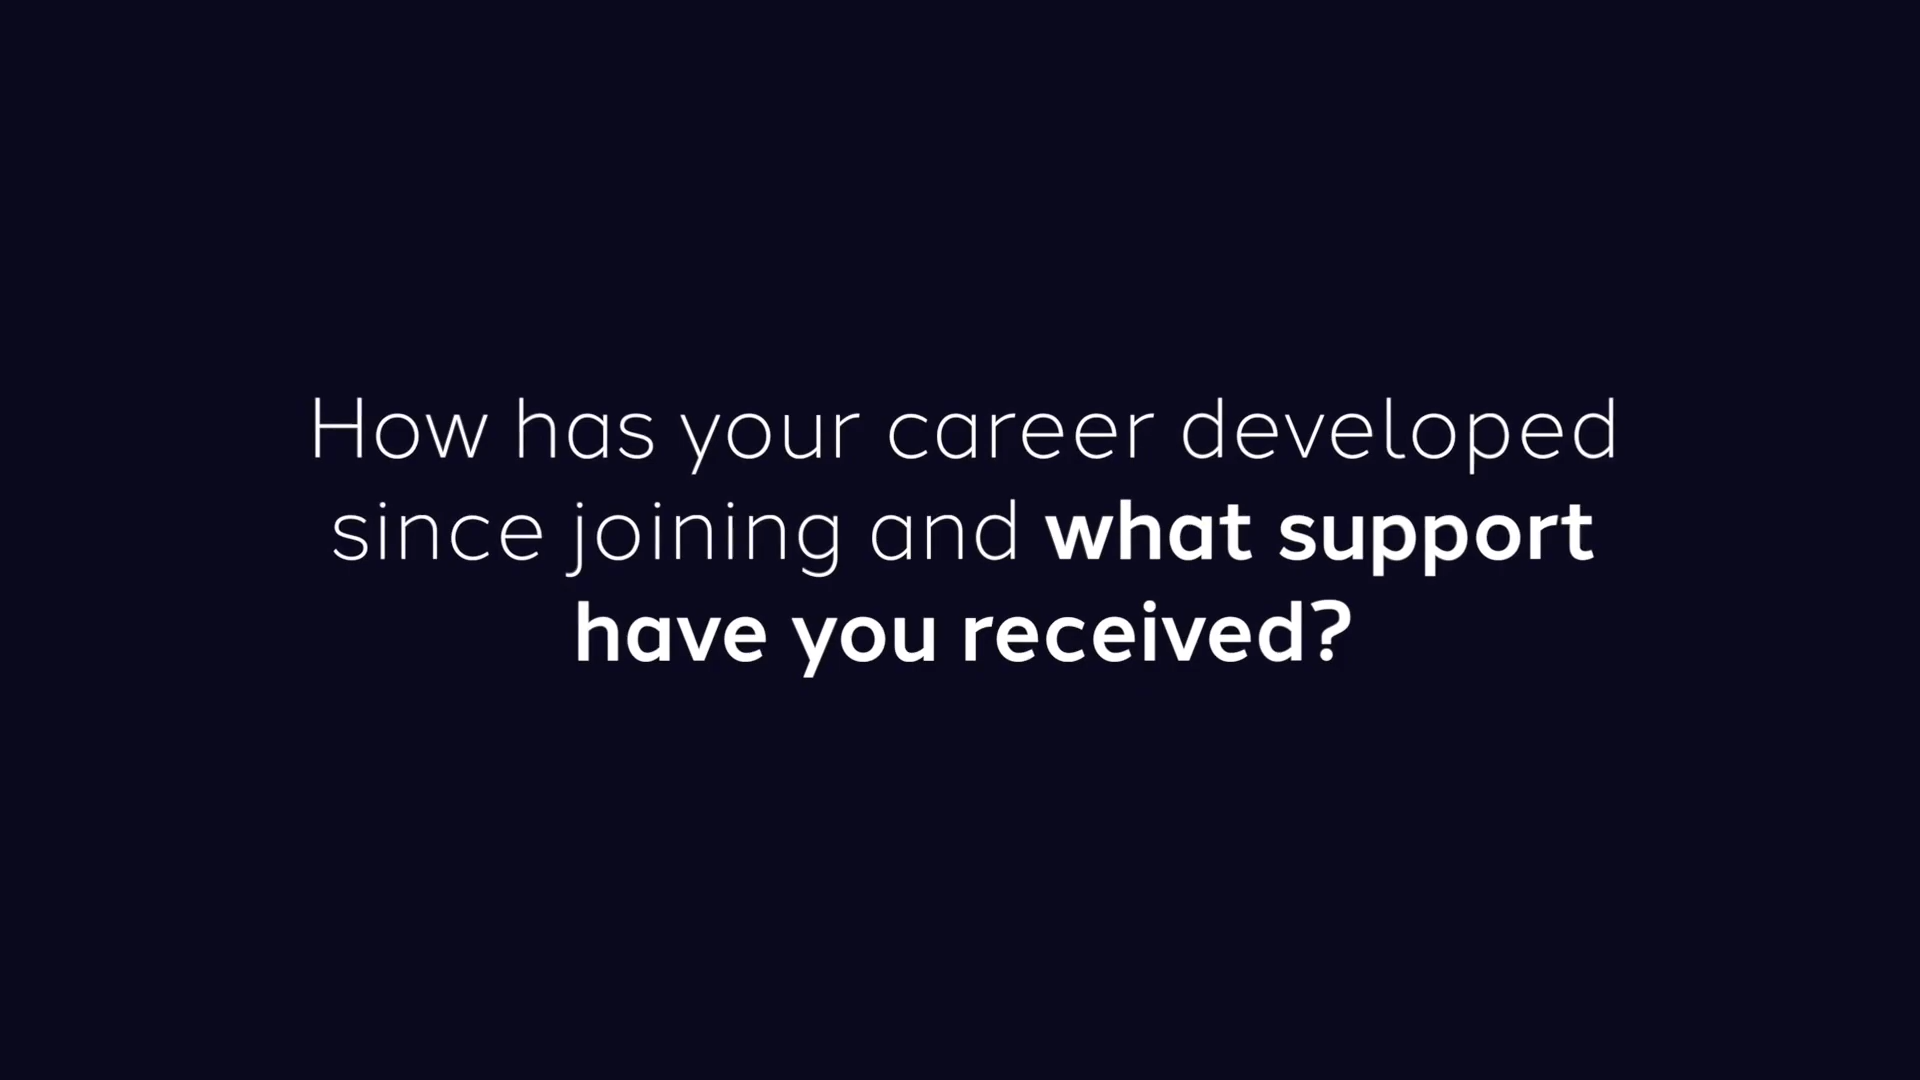 How has your career developed
since joining and what support
have you received?